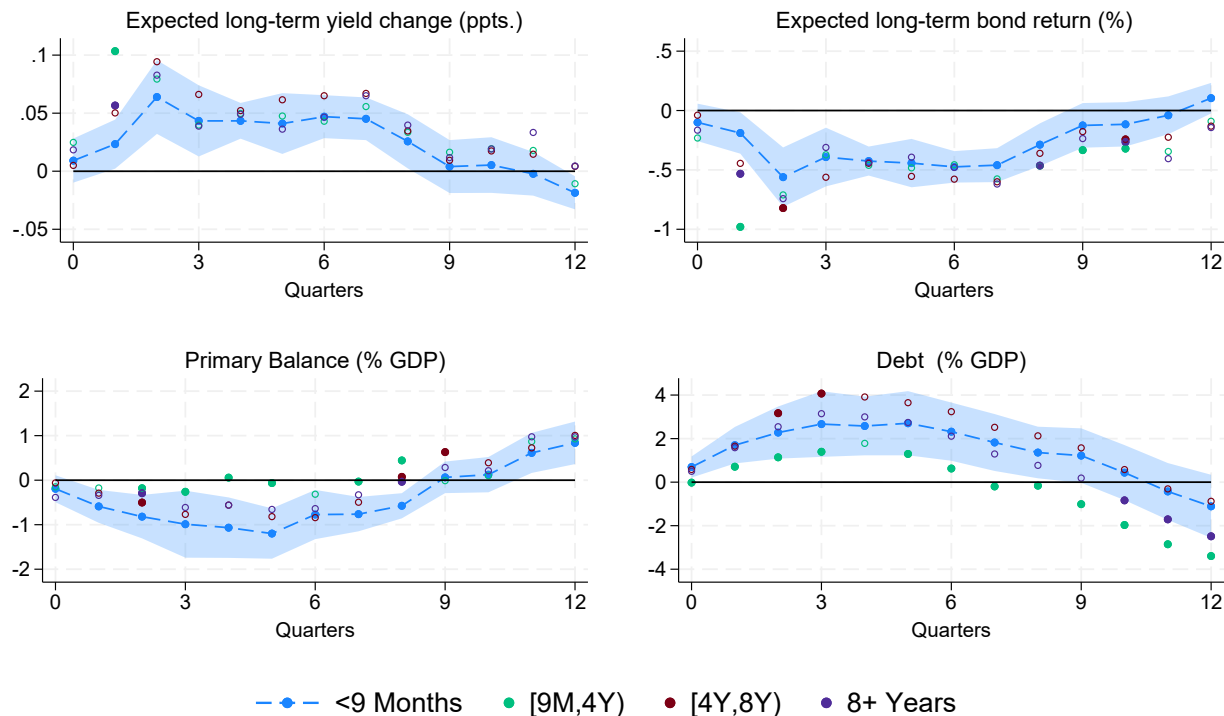 Expected long-term yield change (ppts.)
.1
.05
0
-.05
0 3 6 9 12
Quarters
Expected long-term bond return (%)
.5
0
-.5
-1
0 3 6 9 12
Quarters
Primary Balance (% GDP)
2
1
0
-1
-2
0 3 6 9 12
Quarters
Debt (% GDP)
4
2
0
-2
-4
0 3 6 9 12
Quarters
<9 Months [9M,4Y) [4Y,8Y) 8+ Years